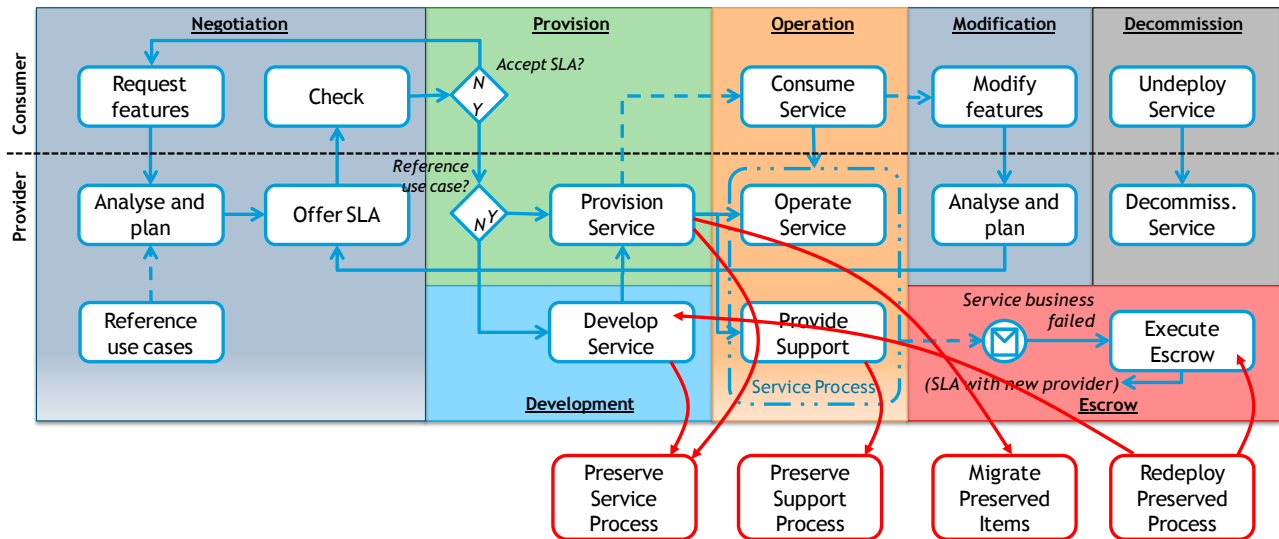 Negotiation
Provision
Operation
Modification
Decommission
Consumer
Provider
Request
features
Check
Accept SLA?
N
Y
Consume
Service
Modify
features
Undeploy
Service
Reference
use case?
Analyse and
plan
Offer SLA
Y
N
Provision
Service
Operate
Service
Analyse and
plan
Decommiss.
Service
Reference
use cases
Develop
Service
Provide
Support
Service business
failed
Execute
Escrow
Service Process
(SLA with new provider)
Development
Escrow
Preserve
Service
Process
Preserve
Support
Process
Migrate
Preserved
Items
Redeploy
Preserved
Process